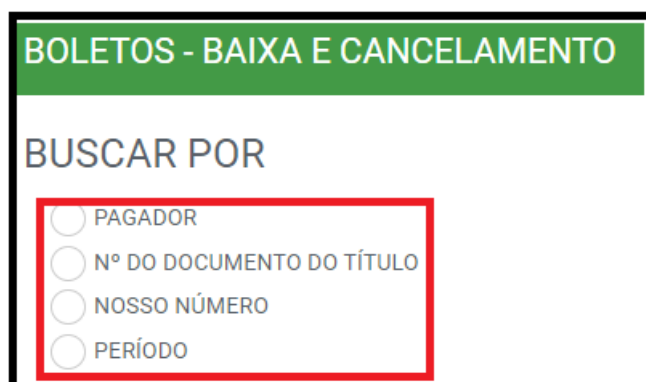 BOLETOS - BAIXA E CANCELAMENTO
BUSCAR POR
PAGADOR
Nº DO DOCUMENTO DO TÍTULO
NOSSO NÚMERO
PERÍODO